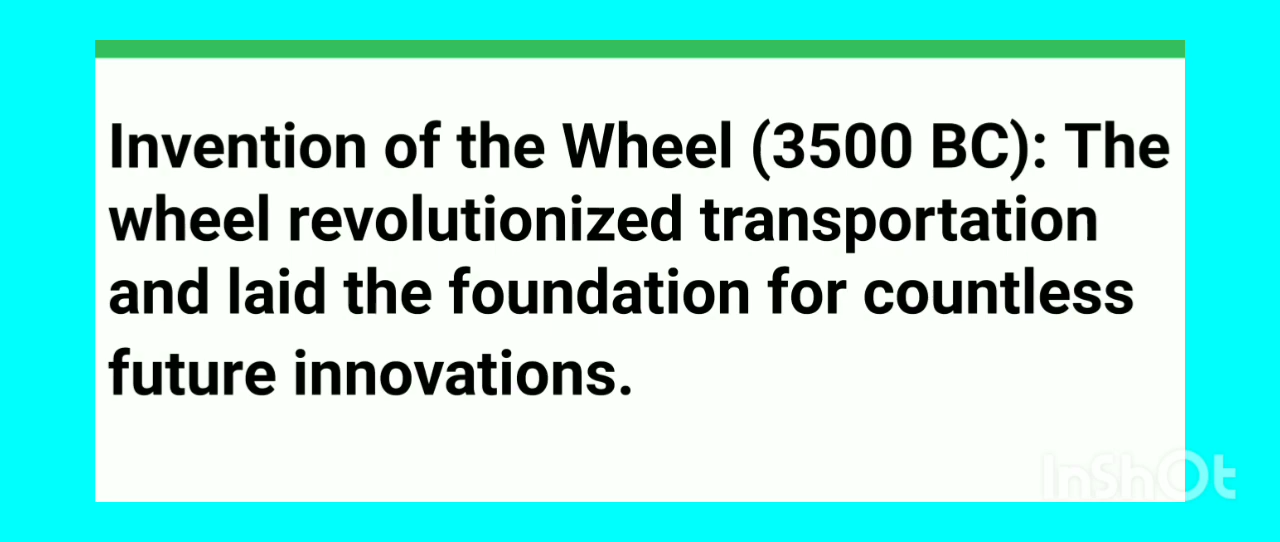 Invention of the Wheel (3500 BC): The
wheel revolutionized transportation
and laid the foundation for countless
future innovations.
InShOt